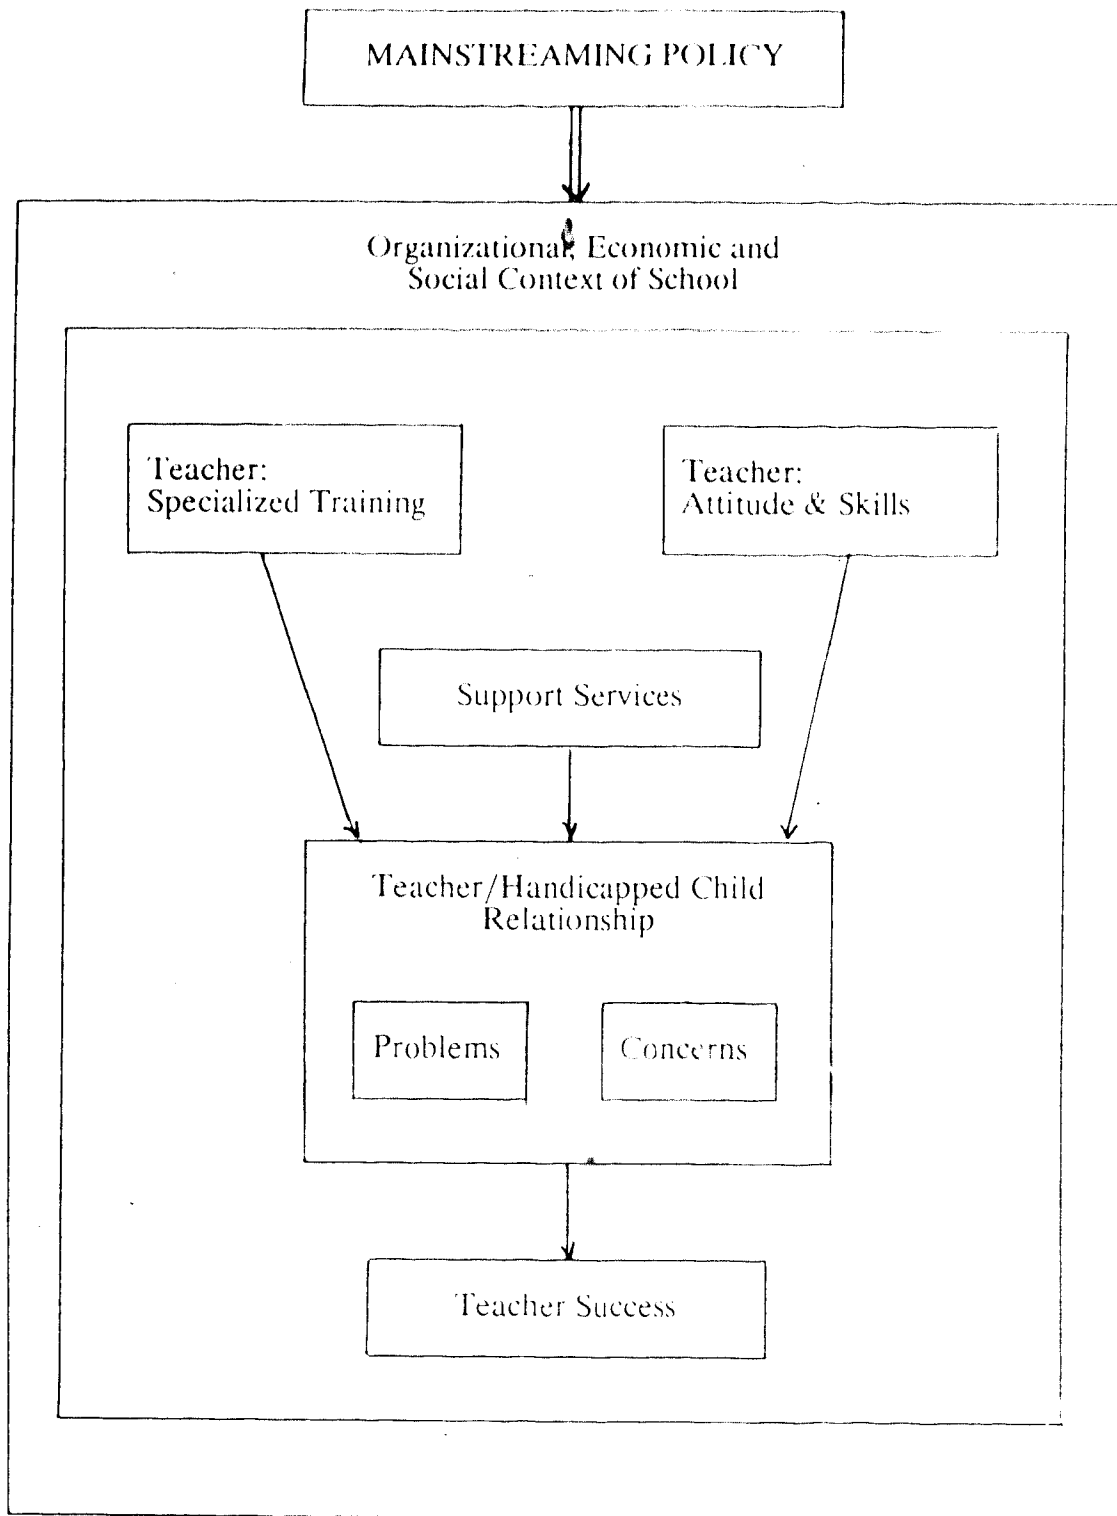 MAINSTREAMING POLICY
Organizational, Economic and
Social Context of School
Teacher:
Specialized Training
Teacher:
Attitude & Skills
Support Services
Teacher/Handicapped Child
Relationship
Problems
Concerns
Teacher Success